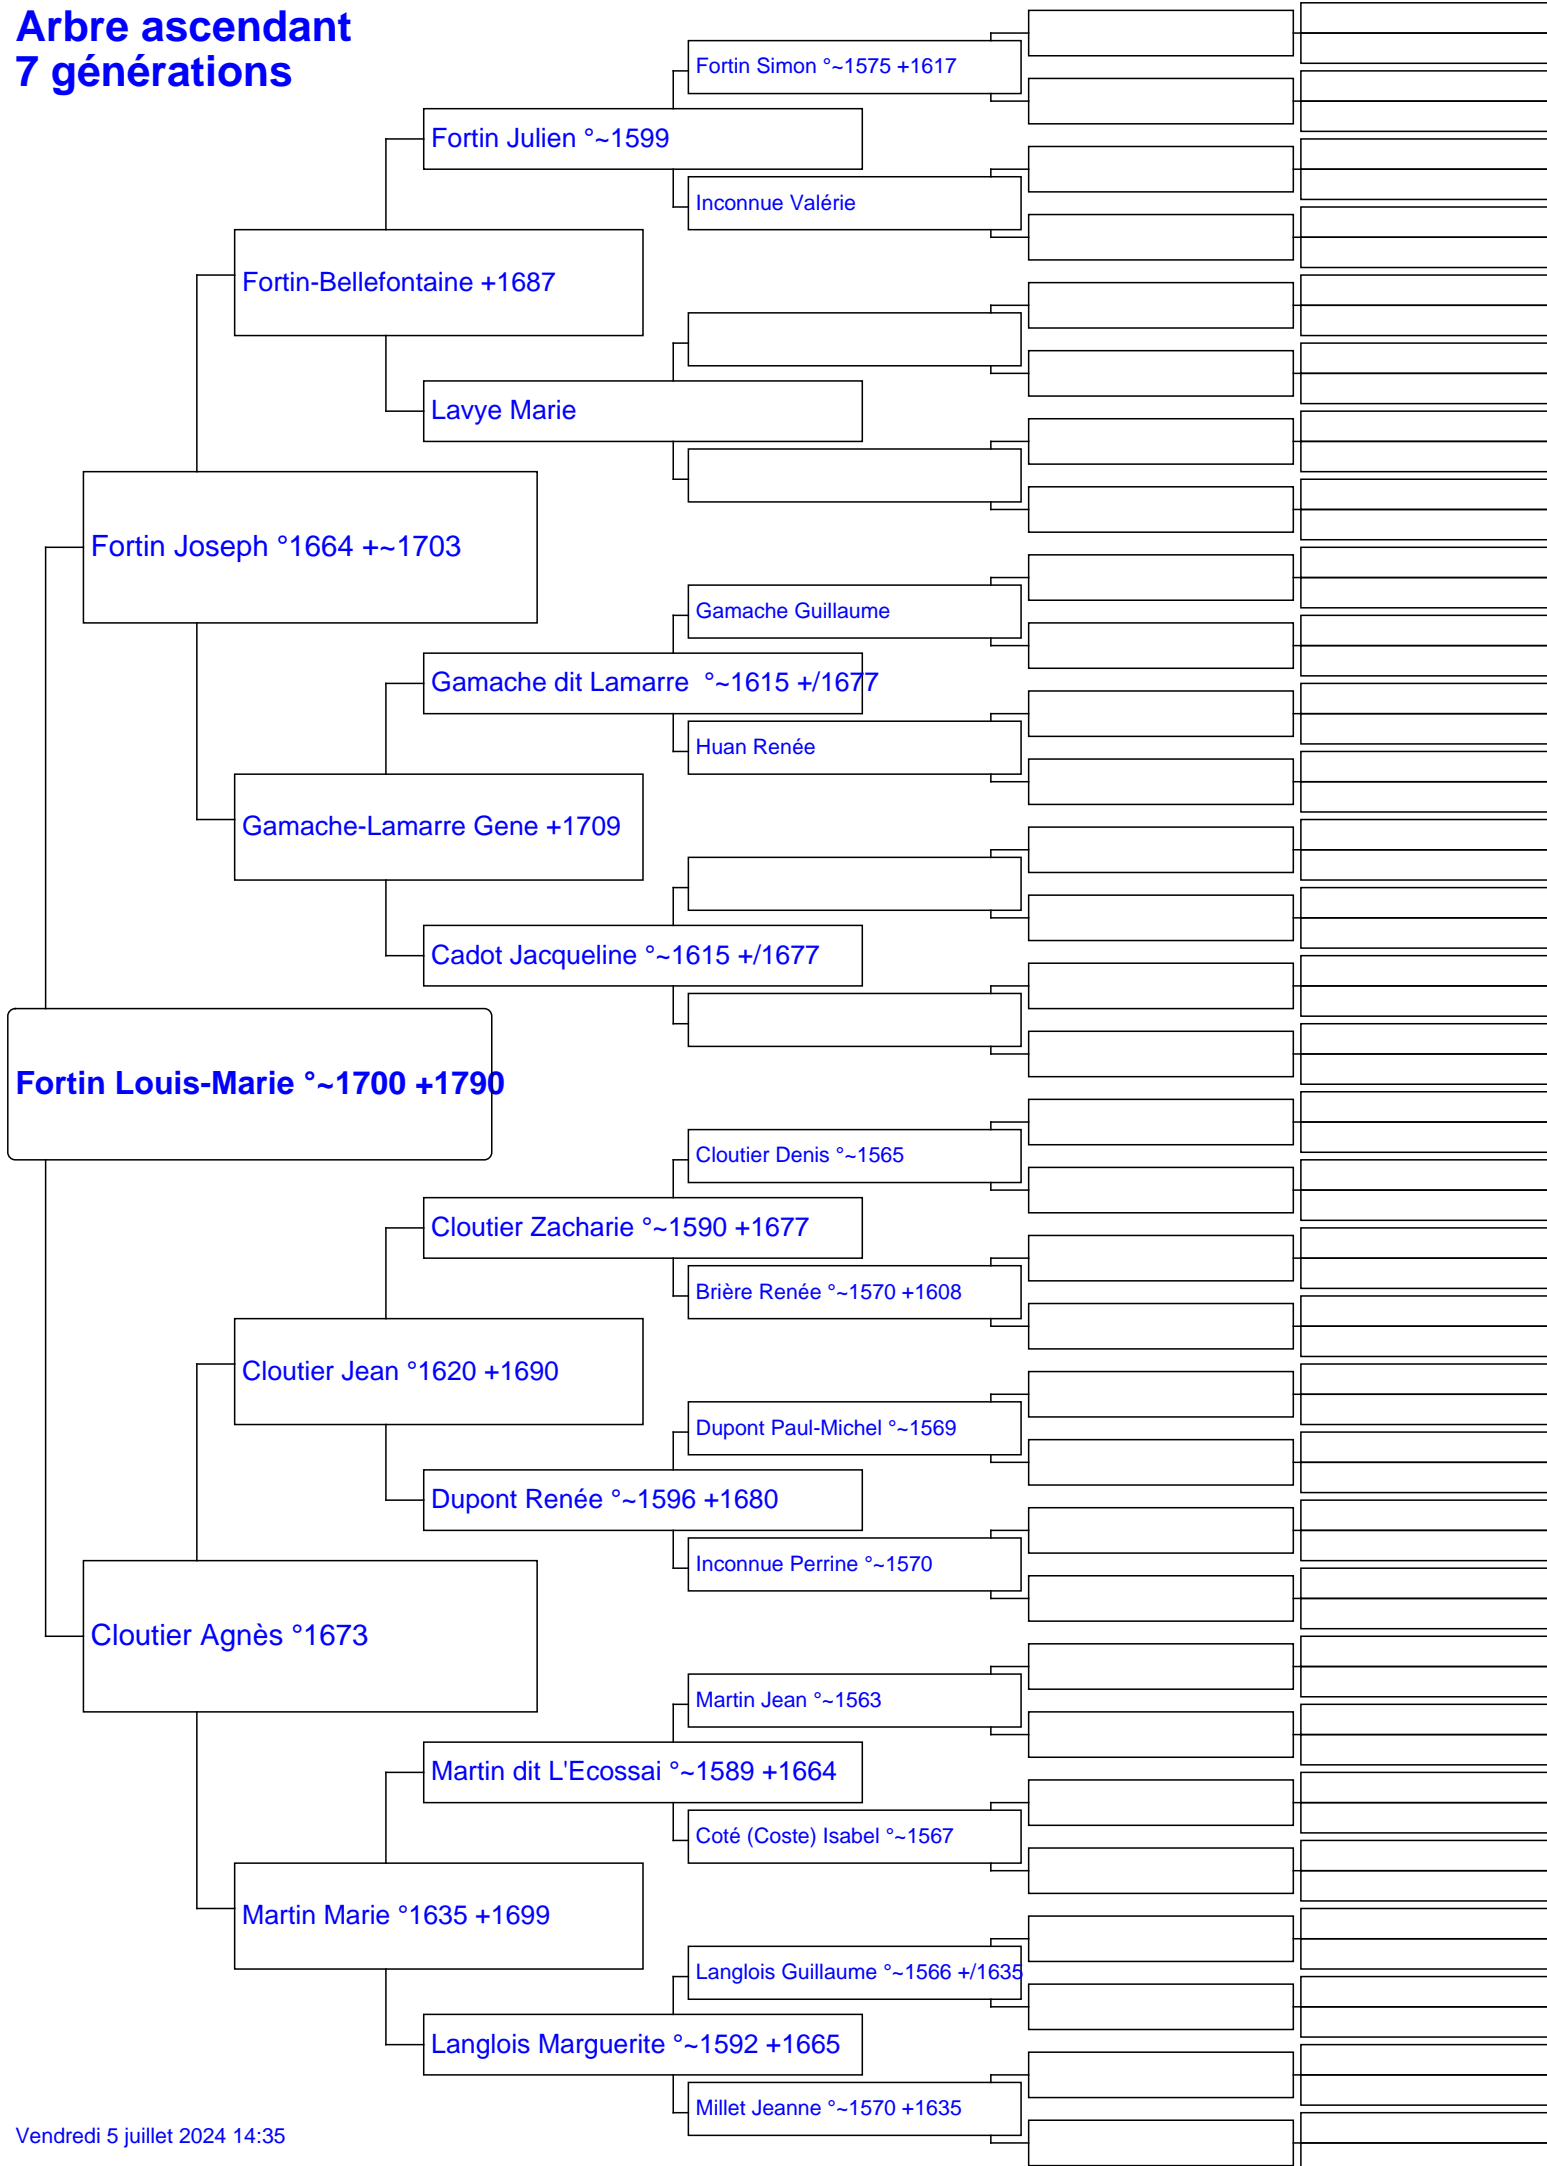 Arbre ascendant
7 générations
Fortin Simon °~1575 +1617
Fortin Julien °~1599
Inconnue Valérie
Fortin-Bellefontaine +1687
Lavye Marie
Fortin Joseph °1664 +~1703
Gamache Guillaume
Gamache dit Lamarre  °~1615 +/1677
Huan Renée
Gamache-Lamarre Gene +1709
Cadot Jacqueline °~1615 +/1677
Fortin Louis-Marie °~1700 +1790
Cloutier Denis °~1565
Cloutier Zacharie °~1590 +1677
Brière Renée °~1570 +1608
Cloutier Jean °1620 +1690
Dupont Paul-Michel °~1569
Dupont Renée °~1596 +1680
Inconnue Perrine °~1570
Cloutier Agnès °1673
Martin Jean °~1563
Martin dit L'Ecossai °~1589 +1664
Coté (Coste) Isabel °~1567
Martin Marie °1635 +1699
Langlois Guillaume °~1566 +/1635
Langlois Marguerite °~1592 +1665
Millet Jeanne °~1570 +1635
Vendredi 5 juillet 2024 14:35